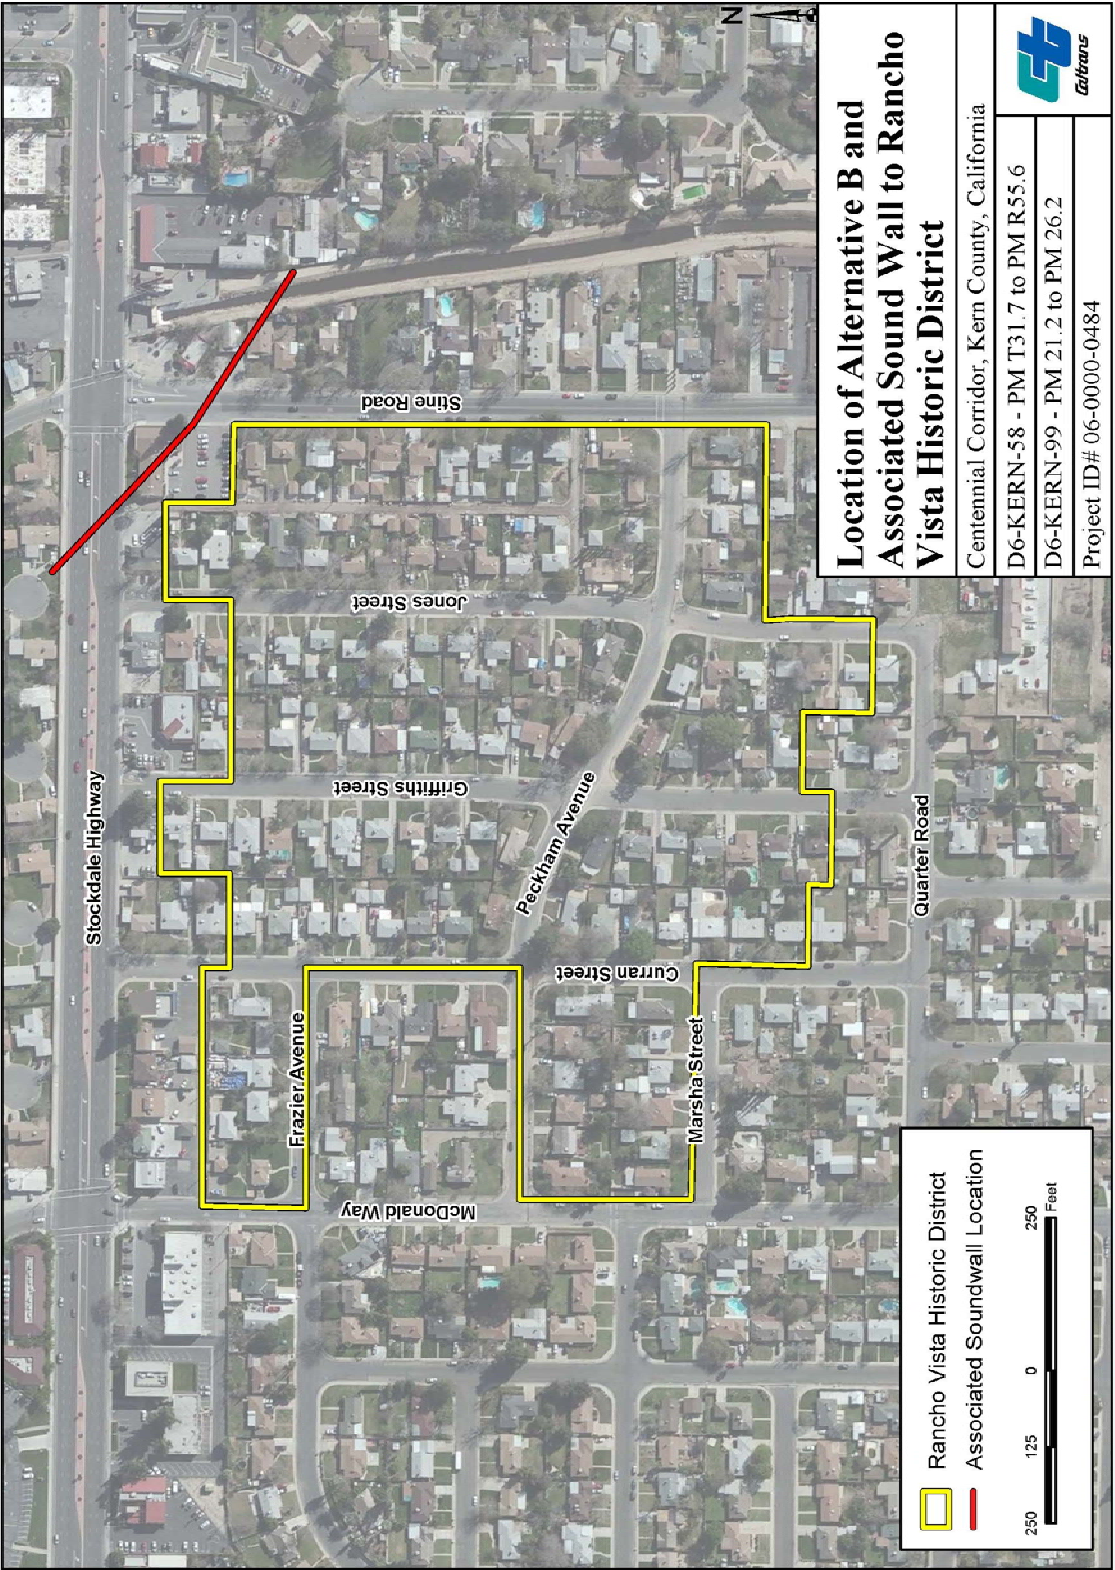 N
Stockdale Highway
Stine Road
Jones Street
Griffiths Street
Peckham Avenue
Curran Street
Frazier Avenue
Marsha Street
McDonald Way
Quarter Road
Location of Alternative B and
Associated Sound Wall to Rancho
Vista Historic District
Centennial Corridor, Kern County, California
D6-KERN-58 - PM T31.7 to PM R55.6
D6-KERN-99 - PM 21.2 to PM 26.2
Project ID# 06-0000-0484
Caltrans
Rancho Vista Historic District
Associated Soundwall Location
250 125 0 250
Feet